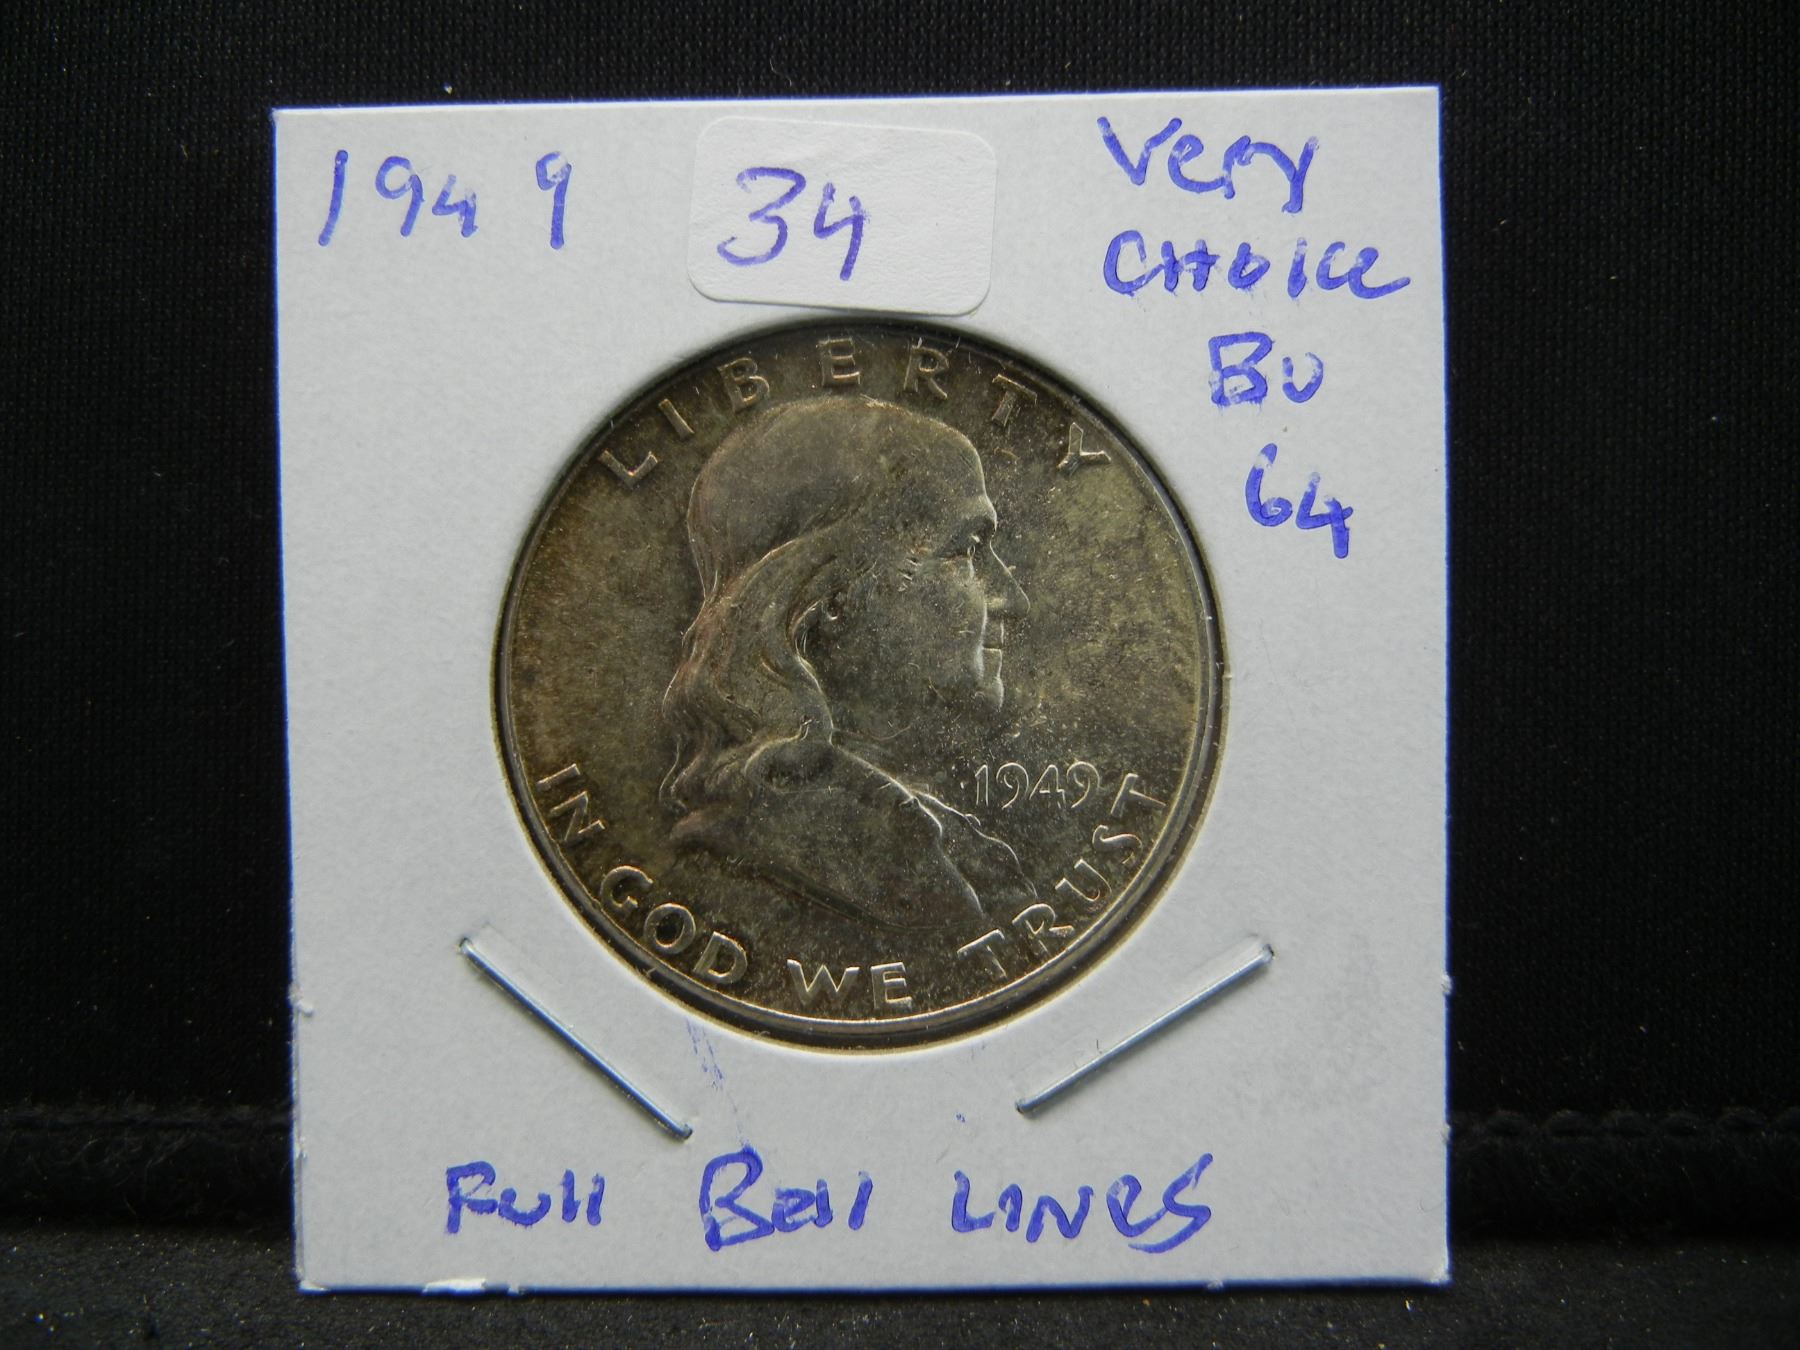 1949
34
Very
CHOICE
BU
64
LIBERTY
1949
IN GOD WE TRUST
Full Bell LINES